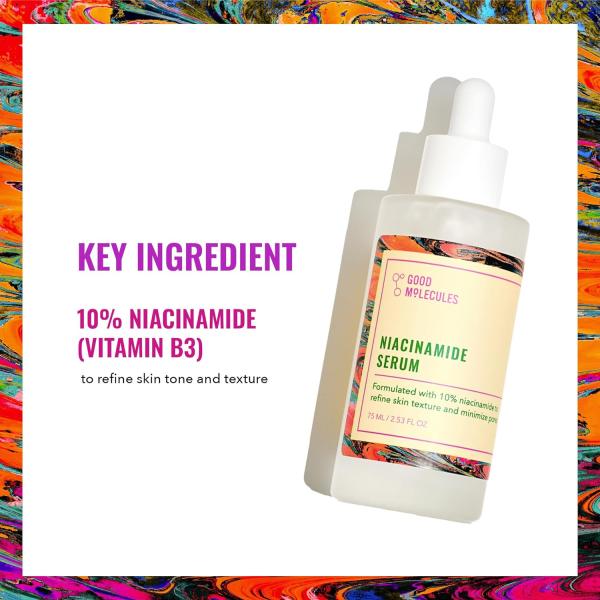 KEY INGREDIENT
10% NIACINAMIDE
(VITAMIN B3)
to refine skin tone and texture
GOOD
MOLECULES
NIACINAMIDE
SERUM
Formulated with 10% niacinamide to
refine skin texture and minimize
75 ML / 2.53 FL OZ